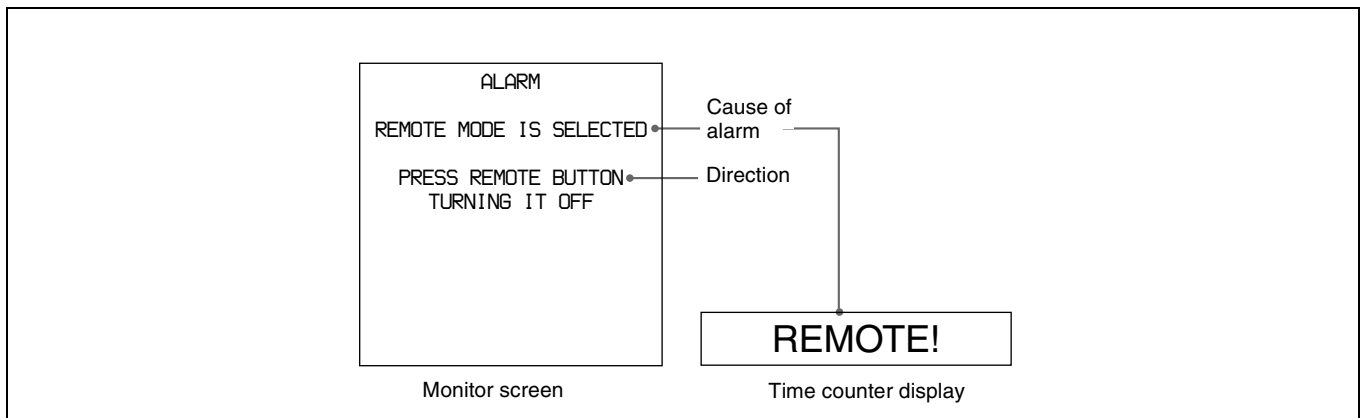 ALARM
REMOTE MODE IS SELECTED
PRESS REMOTE BUTTON
TURNING IT OFF
Cause of
alarm
Direction
REMOTE!
Monitor screen
Time counter display